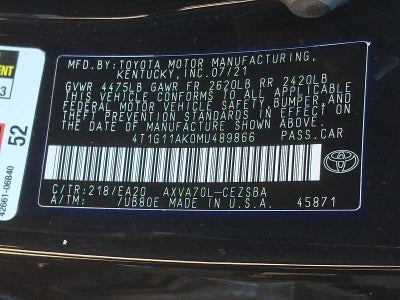 MFD.BY:TOYOTA MOTOR MANUFACTURING,
KENTUCKY, INC.07/21
GVWR 4475LB GAWR FR 2620LB RR 2420LB
THIS VEHICLE CONFORMS TO ALL APPLICABLE
FEDERAL MOTOR VEHICLE SAFETY,BUMPER,AND
THEFT PREVENTION STANDARDS IN EFFECT ON
THE DATE OF MANUFACTURE SHOWN ABOVE.
4T1G11AK0MU489866 PASS.CAR
C/TR:218/EA20 AXVA70L-CEZSBA
A/TM: /UB80E MADE IN U.S.A. 45871
52
42661-06B40